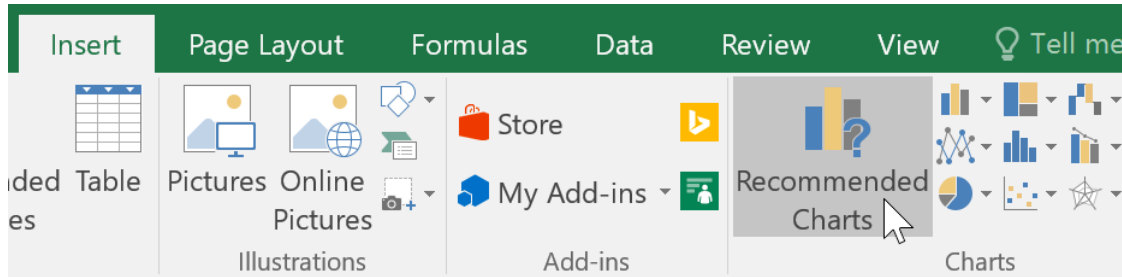 Insert Page Layout Formulas Data Review View Tell me
Store
My Add-ins
Table Pictures Online Recommended
Pictures Charts
Illustrations Add-ins Charts